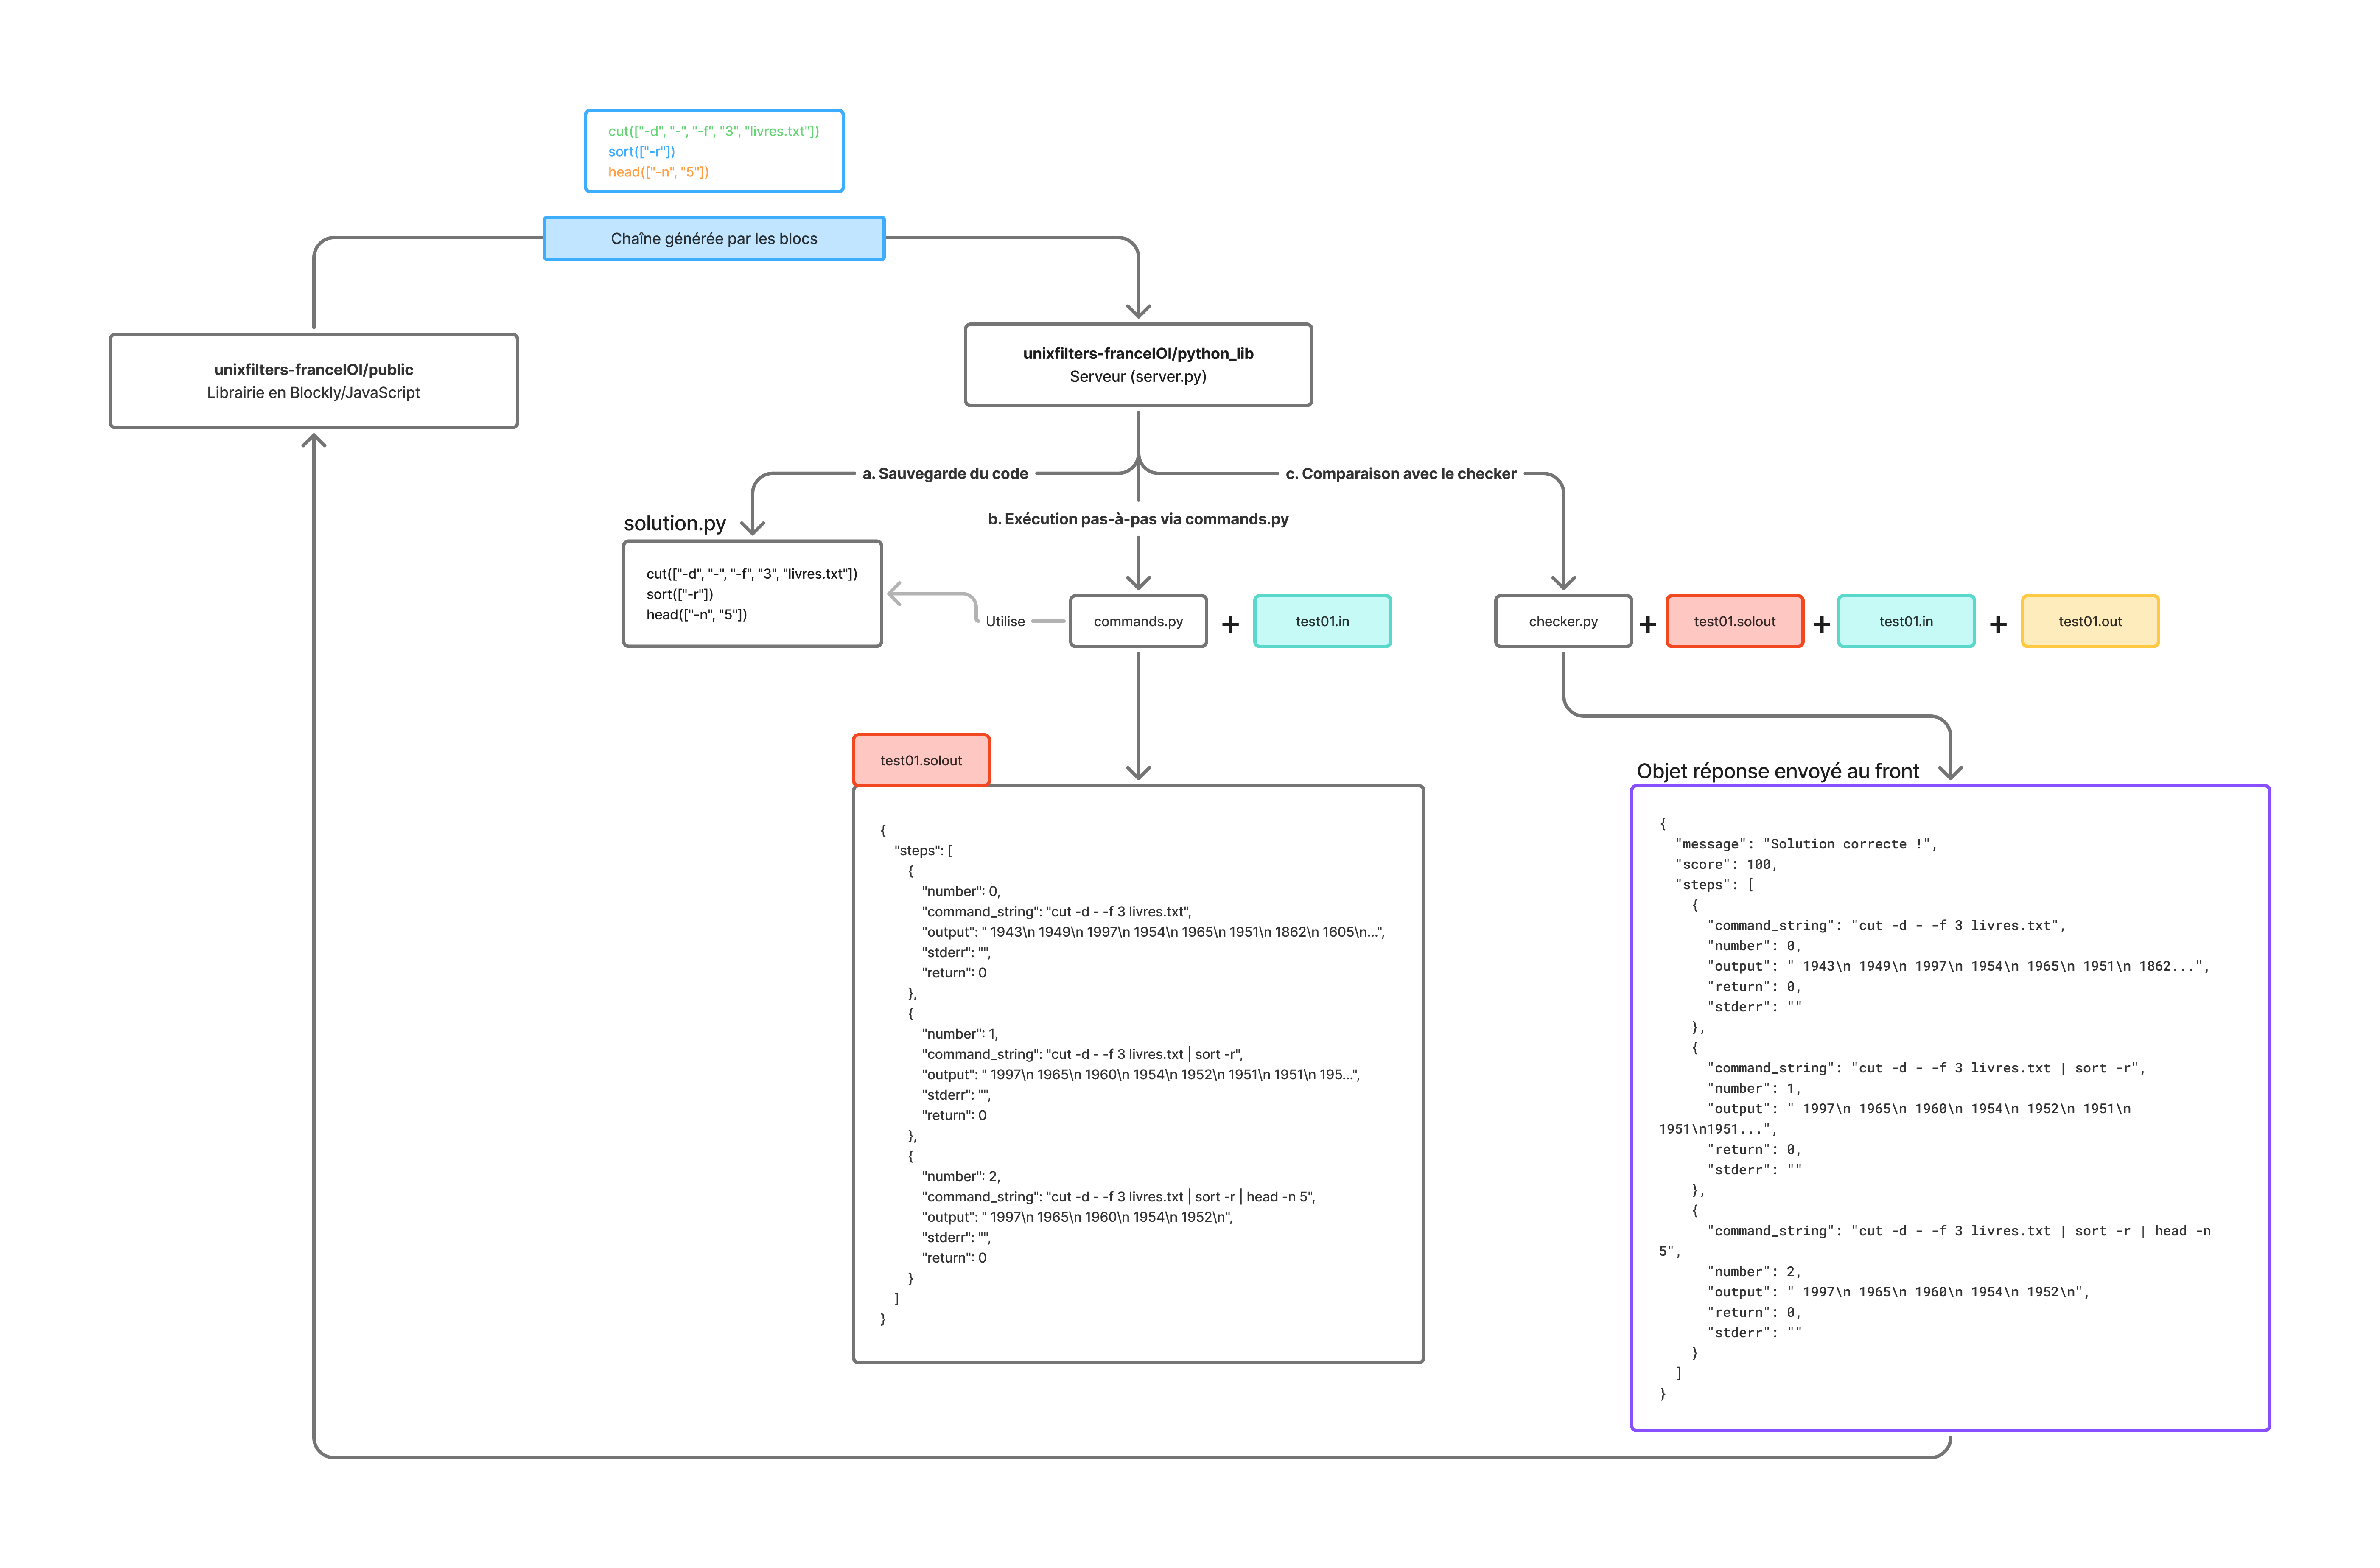 cut(["-d", "-", "-f", "3", "livres.txt"])
sort(["-r"])
head(["-n", "5"])
Chaîne générée par les blocs
unixfilters-franceIOI/public
Librairie en Blockly/JavaScript
unixfilters-franceIOI/python_lib
Serveur (server.py)
a. Sauvegarde du code
c. Comparaison avec le checker
b. Exécution pas-à-pas via commands.py
solution.py
cut(["-d", "-", "-f", "3", "livres.txt"])
sort(["-r"])
head(["-n", "5"])
Utilise
commands.py
+
test01.in
checker.py
+
test01.solout
+
test01.in
+
test01.out
test01.solout
{
"steps": [
{
"number": 0,
"command_string": "cut -d - -f 3 livres.txt",
"output": " 1943\n 1949\n 1997\n 1954\n 1965\n 1951\n 1862\n 1605\n...",
"stderr": "",
"return": 0
},
{
"number": 1,
"command_string": "cut -d - -f 3 livres.txt | sort -r",
"output": " 1997\n 1965\n 1960\n 1954\n 1952\n 1951\n 1951\n 195...",
"stderr": "",
"return": 0
},
{
"number": 2,
"command_string": "cut -d - -f 3 livres.txt | sort -r | head -n 5",
"output": " 1997\n 1965\n 1960\n 1954\n 1952\n",
"stderr": "",
"return": 0
}
]
}
Objet réponse envoyé au front
{
"message": "Solution correcte !",
"score": 100,
"steps": [
{
"command_string": "cut -d - -f 3 livres.txt",
"number": 0,
"output": " 1943\n 1949\n 1997\n 1954\n 1965\n 1951\n 1862...",
"return": 0,
"stderr": ""
},
{
"command_string": "cut -d - -f 3 livres.txt | sort -r",
"number": 1,
"output": " 1997\n 1965\n 1960\n 1954\n 1952\n 1951\n
1951\n1951...",
"return": 0,
"stderr": ""
},
{
"command_string": "cut -d - -f 3 livres.txt | sort -r | head -n
5",
"number": 2,
"output": " 1997\n 1965\n 1960\n 1954\n 1952\n",
"return": 0,
"stderr": ""
}
]
}